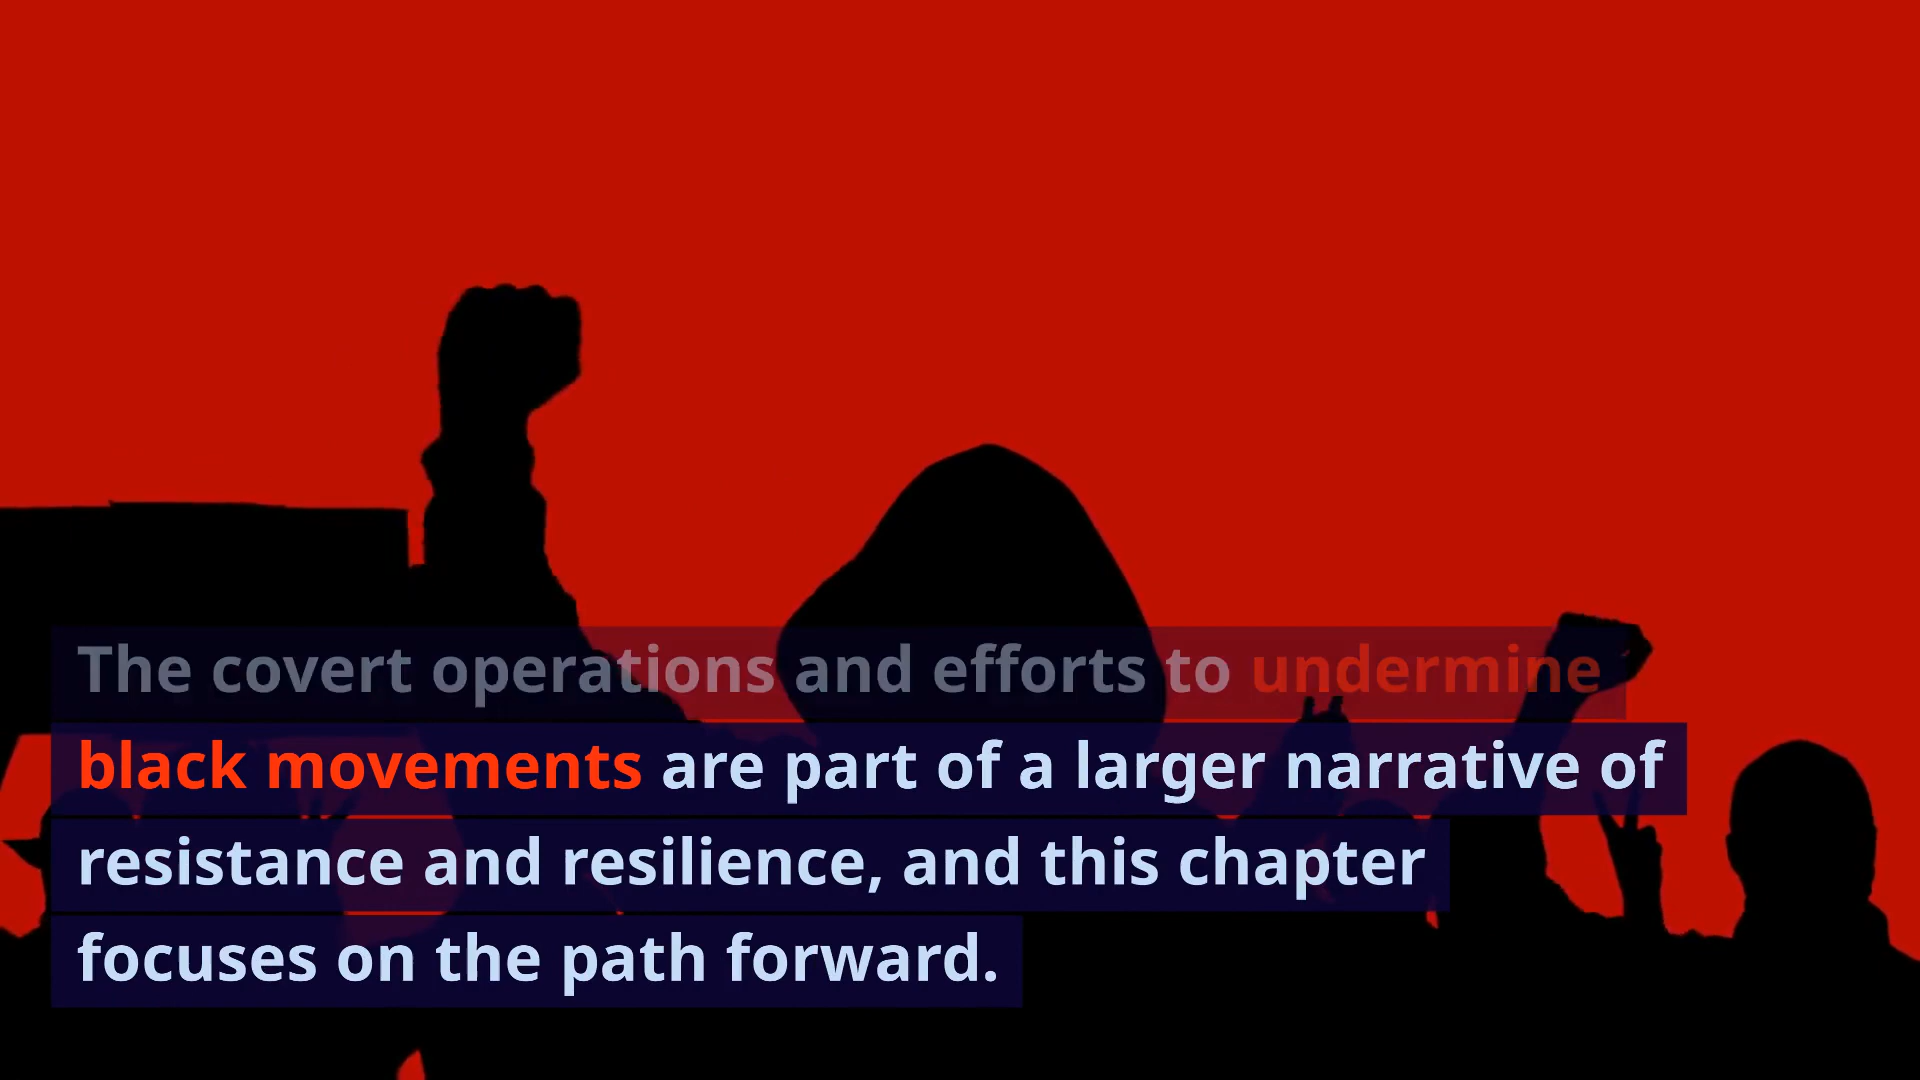 The covert operations and efforts to undermine
black movements are part of a larger narrative of
resistance and resilience, and this chapter
focuses on the path forward.